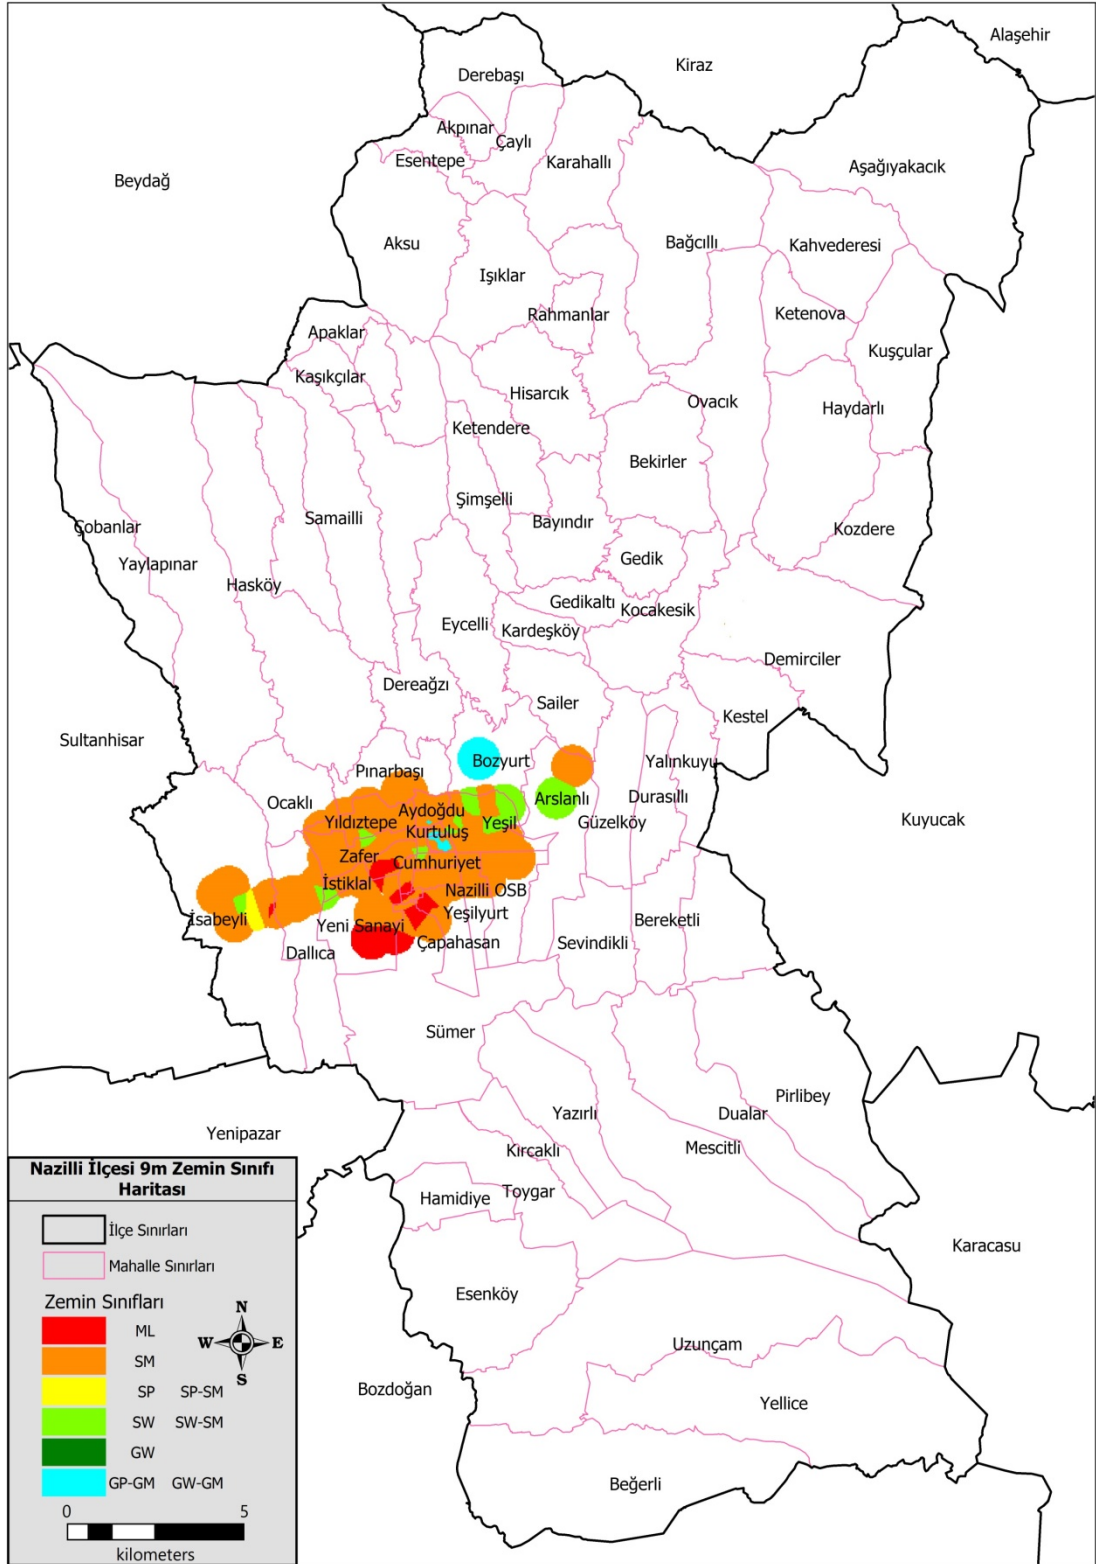 Alaşehir
Kiraz
Derebaşı
Akpınar
Çaylı
Esentepe
Karahallı
Aşağıyakacık
Beydağ
Aksu
Bağcıllı
Kahvederesi
Işıklar
Rahmanlar
Ketenova
Apaklar
Kuşçular
Kaşıkçılar
Hisarcık
Ovacık
Haydarlı
Ketendere
Bekirler
Şimşelli
Samailli
Bayındır
Çobanlar
Kozdere
Yaylapınar
Gedik
Hasköy
Gedikaltı
Kocakesik
Eycelli
Kardeşköy
Demirciler
Dereağzı
Sailer
Kestel
Sultanhisar
Bozyurt
Yalınkuyu
Pınarbaşı
Ocaklı
Arslanlı
Durasıllı
Aydoğdu
Yıldıztepe
Kurtuluş
Yeşil
Güzelköy
Kuyucak
Zafer
Cumhuriyet
İstiklal
Nazilli OSB
İsabeyli
Yeşilyurt
Yeni Sanayi
Bereketli
Çapahasan
Sevindikli
Dallıca
Sümer
Pirlibey
Yazırlı
Dualar
Yenipazar
Mescitli
Kırcaklı
Hamidiye
Toygar
Karacasu
Esenköy
Uzunçam
Bozdoğan
Yellice
Beğerli
Nazilli İlçesi 9m Zemin Sınıfı
Haritası
İlçe Sınırları
Mahalle Sınırları
Zemin Sınıfları
N
W E
S
ML
SM
SP SP-SM
SW SW-SM
GW
GP-GM GW-GM
0 5
kilometers